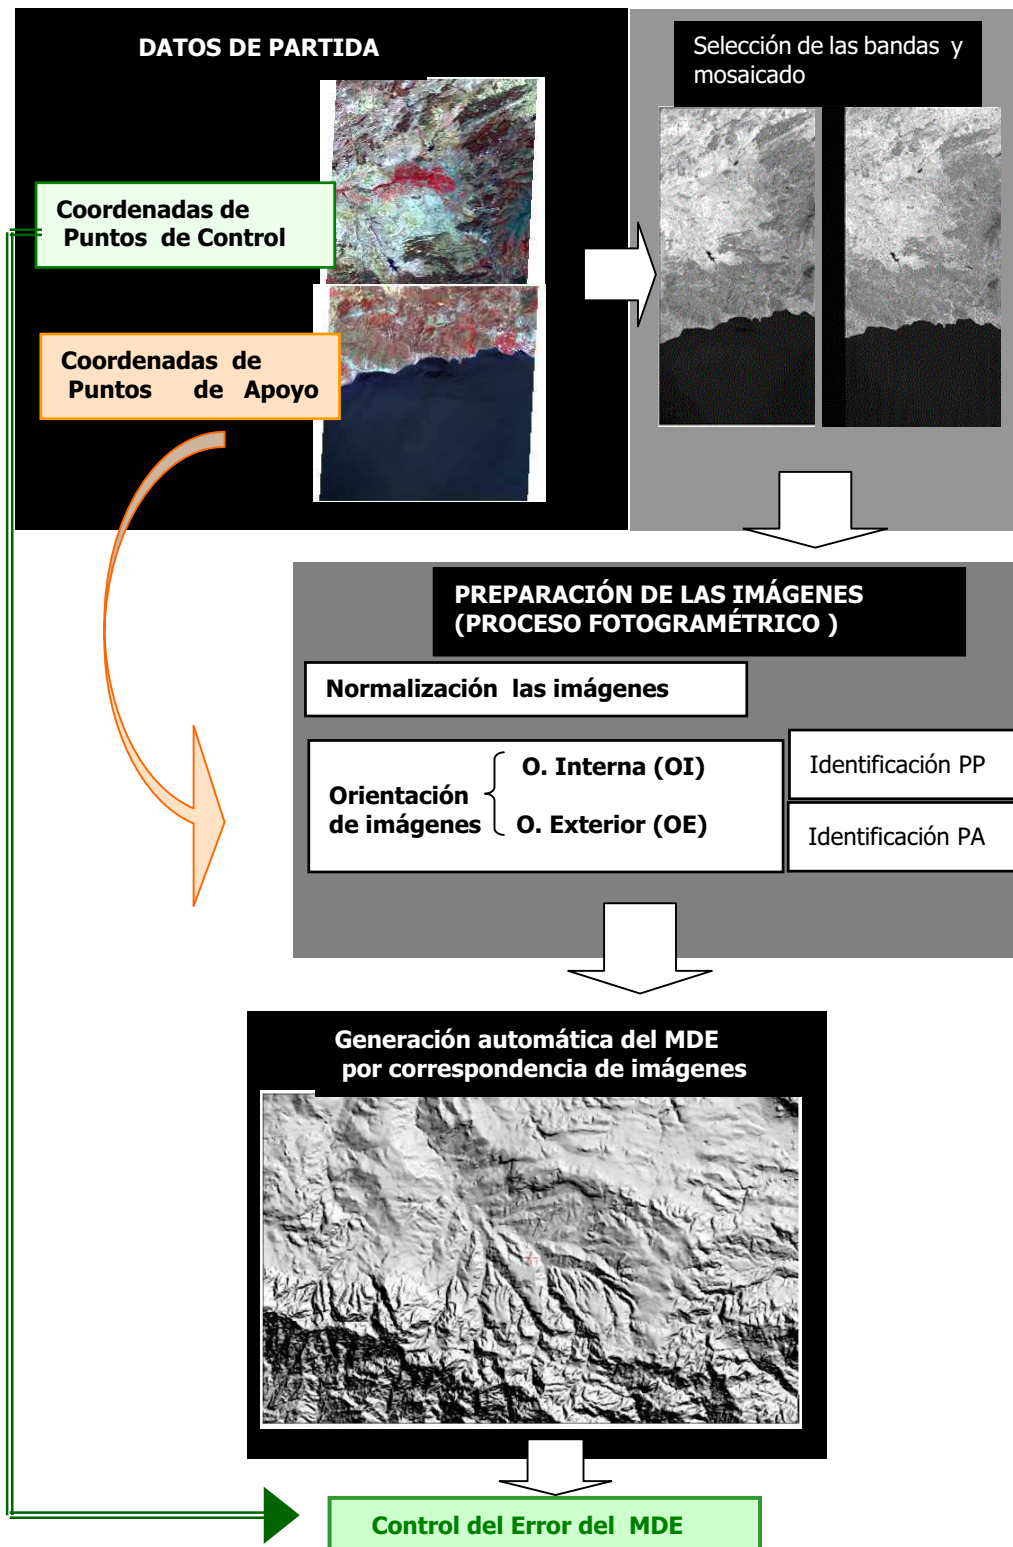 DATOS DE PARTIDA
Selección de las bandas y
mosaicado
Coordenadas de
Puntos de Control
Coordenadas de
Puntos de Apoyo
PREPARACIÓN DE LAS IMÁGENES
(PROCESO FOTOGRAMÉTRICO )
Normalización las imágenes
Orientación
de imágenes
O. Interna (OI)
O. Exterior (OE)
Identificación PP
Identificación PA
Generación automática del MDE
por correspondencia de imágenes
Control del Error del MDE